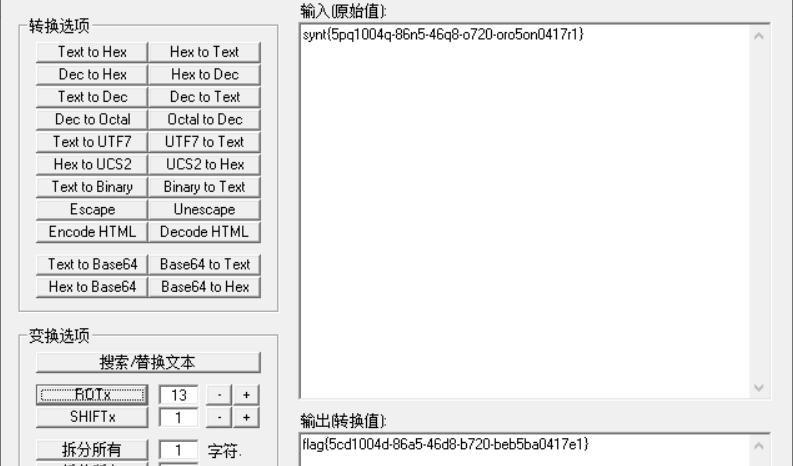 转换选项
Text to Hex Hex to Text
Dec to Hex Hex to Dec
Text to Dec Dec to Text
Dec to Octal Octal to Dec
Text to UTF7 UTF7 to Text
Hex to UCS2 UCS2 to Hex
Text to Binary Binary to Text
Escape Unescape
Encode HTML Decode HTML
Text to Base64 Base64 to Text
Hex to Base64 Base64 to Hex
变换选项
搜索/替换文本
ROTx 13 - +
SHIFTx 1 - +
拆分所有 1 字符.
输入(原始值):
synt{5pq1004q-86n5-46q8-o720-oro5on0417r1}
输出(转换值):
flag{5cd1004d-86a5-46d8-b720-beb5ba0417e1}